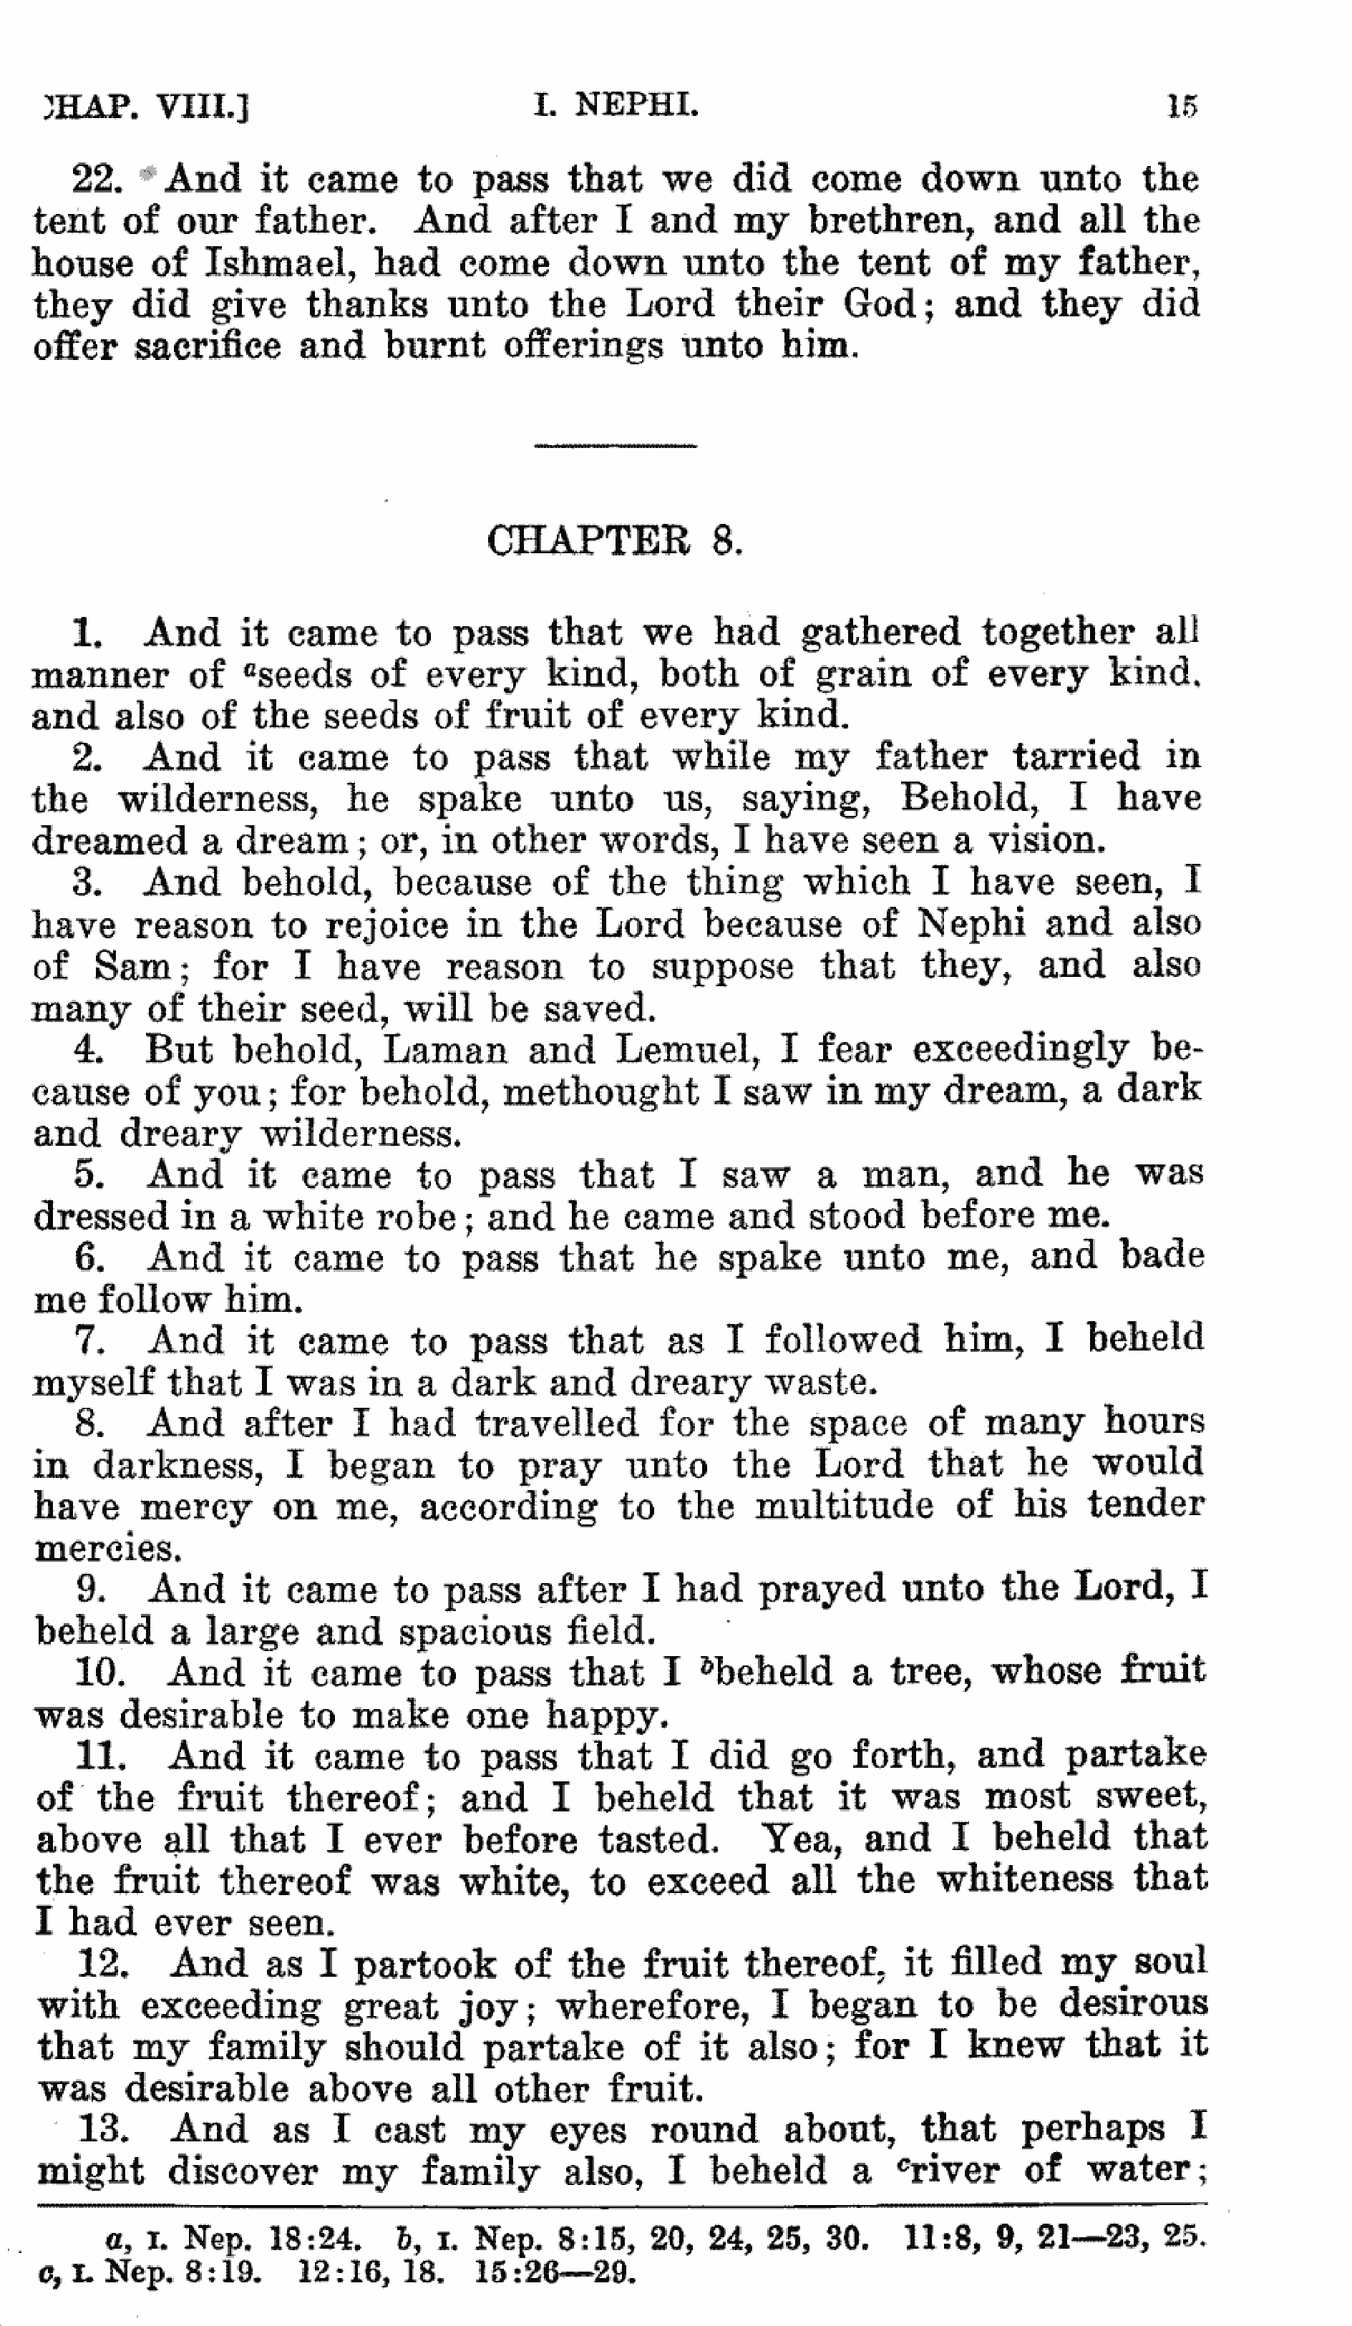 CHAP. VIII.] I. NEPHI. 15
22. And it came to pass that we did come down unto the
tent of our father. And after I and my brethren, and all the
house of Ishmael, had come down unto the tent of my father,
they did give thanks unto the Lord their God; and they did
offer sacrifice and burnt offerings unto him.
CHAPTER 8.
1. And it came to pass that we had gathered together all
manner of ᵃseeds of every kind, both of grain of every kind.
and also of the seeds of fruit of every kind.
2. And it came to pass that while my father tarried in
the wilderness, he spake unto us, saying, Behold, I have
dreamed a dream; or, in other words, I have seen a vision.
3. And behold, because of the thing which I have seen, I
have reason to rejoice in the Lord because of Nephi and also
of Sam; for I have reason to suppose that they, and also
many of their seed, will be saved.
4. But behold, Laman and Lemuel, I fear exceedingly be-
cause of you; for behold, methought I saw in my dream, a dark
and dreary wilderness.
5. And it came to pass that I saw a man, and he was
dressed in a white robe; and he came and stood before me.
6. And it came to pass that he spake unto me, and bade
me follow him.
7. And it came to pass that as I followed him, I beheld
myself that I was in a dark and dreary waste.
8. And after I had travelled for the space of many hours
in darkness, I began to pray unto the Lord that he would
have mercy on me, according to the multitude of his tender
mercies.
9. And it came to pass after I had prayed unto the Lord, I
beheld a large and spacious field.
10. And it came to pass that I ᵇbeheld a tree, whose fruit
was desirable to make one happy.
11. And it came to pass that I did go forth, and partake
of the fruit thereof; and I beheld that it was most sweet,
above all that I ever before tasted. Yea, and I beheld that
the fruit thereof was white, to exceed all the whiteness that
I had ever seen.
12. And as I partook of the fruit thereof, it filled my soul
with exceeding great joy; wherefore, I began to be desirous
that my family should partake of it also; for I knew that it
was desirable above all other fruit.
13. And as I cast my eyes round about, that perhaps I
might discover my family also, I beheld a ᶜriver of water;
a, I. Nep. 18:24. b, I. Nep. 8:15, 20, 24, 25, 30. 11:8, 9, 21—23, 25.
c, I. Nep. 8:19. 12:16, 18. 15:26—29.